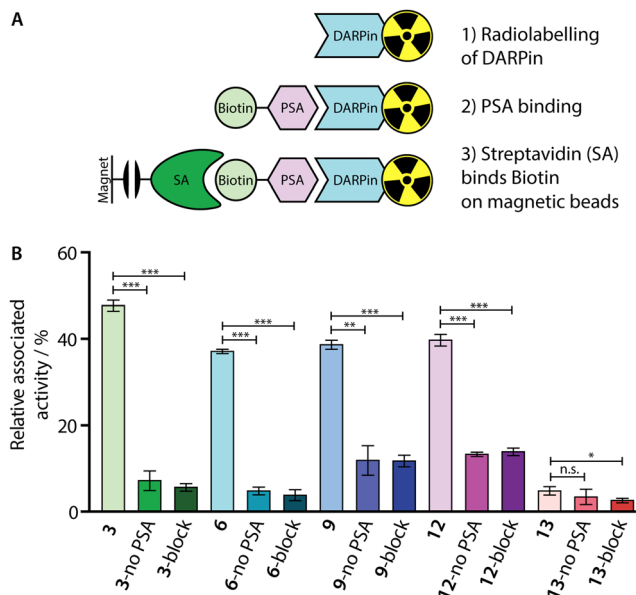 A
DARPin
1) Radiolabelling
of DARPin
Biotin
PSA
DARPin
2) PSA binding
Magnet
SA
Biotin
PSA
DARPin
3) Streptavidin (SA)
binds Biotin
on magnetic beads
B
Relative associated
activity / %
60
40
20
0
***
***
***
***
***
**
***
***
*
n.s.
3
3-no PSA
3-block
6
6-no PSA
6-block
9
9-no PSA
9-block
12
12-no PSA
12-block
13
13-no PSA
13-block